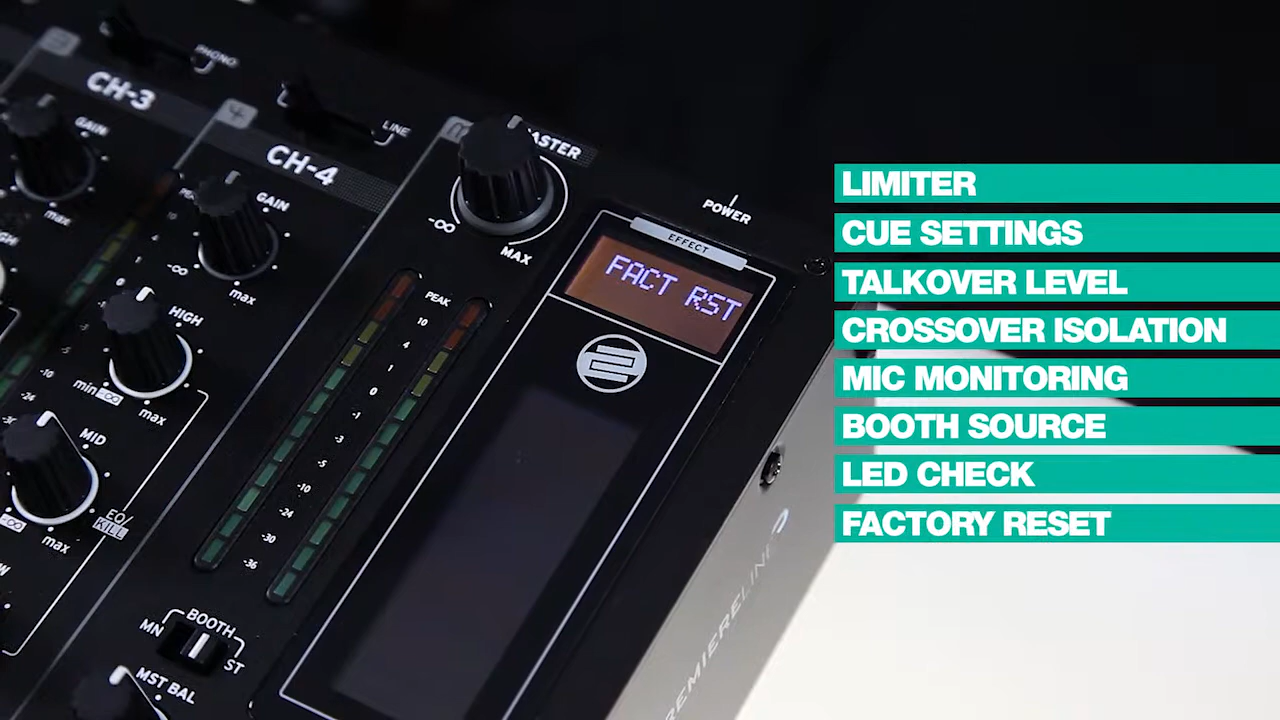 PHONO
CH-3
GAIN
max
4
LINE
CH-4
GAIN
-∞
max
HIGH
min -∞
max
MID
-∞
max
EQ/
KILL
MASTER
-∞
MAX
POWER
EFFECT
FACT RST
PEAK
10
4
1
0
-1
-3
-5
-10
-24
-30
-36
BOOTH
MN
ST
MST BAL
PREMIERELINE
LIMITER
CUE SETTINGS
TALKOVER LEVEL
CROSSOVER ISOLATION
MIC MONITORING
BOOTH SOURCE
LED CHECK
FACTORY RESET